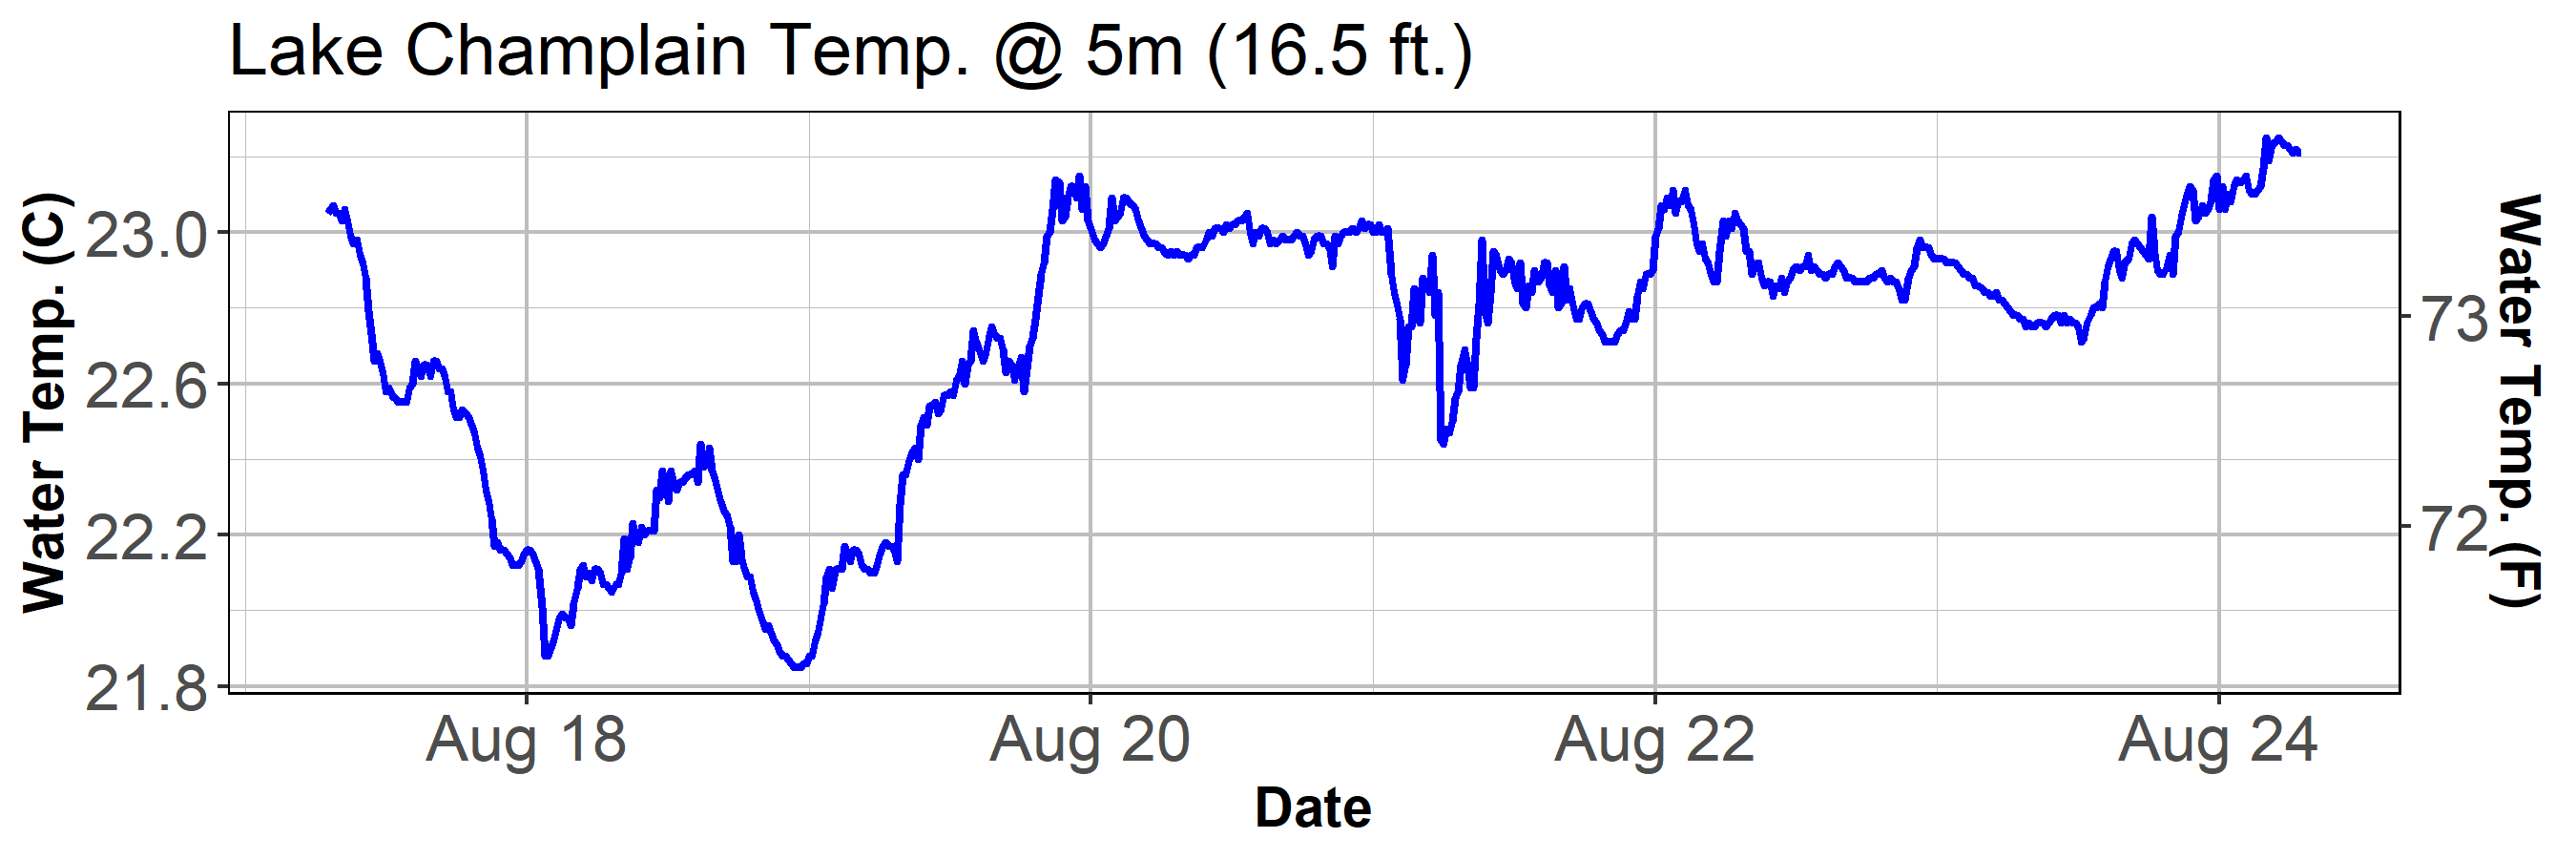 Lake Champlain Temp. @ 5m (16.5 ft.)
Water Temp. (C)
23.0
22.6
22.2
21.8
73
72
Water Temp. (F)
Aug 18 Aug 20 Aug 22 Aug 24
Date